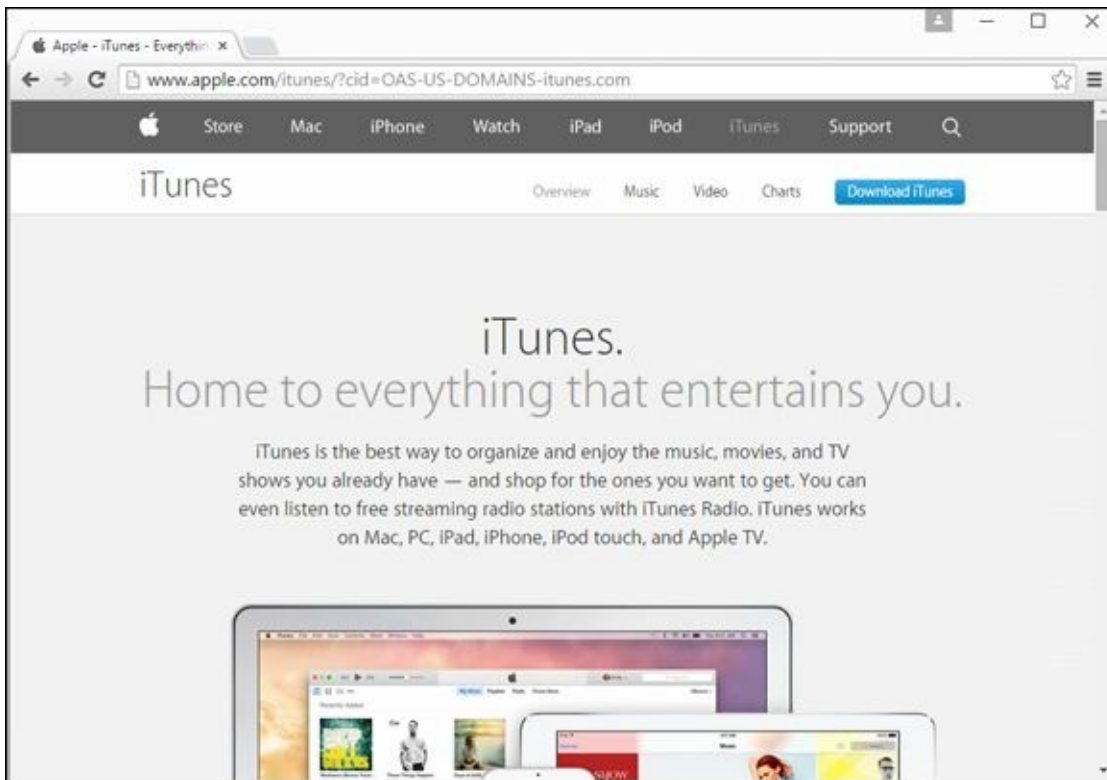 Apple - iTunes - Everythin
www.apple.com/itunes/?cid=OAS-US-DOMAINS-itunes.com
Store Mac iPhone Watch iPad iPod iTunes Support
iTunes
Overview Music Video Charts Download iTunes
iTunes.
Home to everything that entertains you.
iTunes is the best way to organize and enjoy the music, movies, and TV
shows you already have — and shop for the ones you want to get. You can
even listen to free streaming radio stations with iTunes Radio. iTunes works
on Mac, PC, iPad, iPhone, iPod touch, and Apple TV.
Recently Added
Music